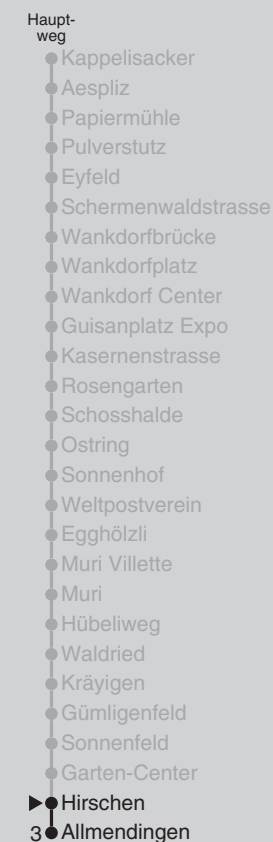 Haupt-
weg
Kappelisacker
Aespliz
Papiermühle
Pulverstutz
Eyfeld
Schermenwaldstrasse
Wankdorfbrücke
Wankdorfplatz
Wankdorf Center
Guisanplatz Expo
Kasernenstrasse
Rosengarten
Schosshalde
Ostring
Sonnenhof
Weltpostverein
Egghölzli
Muri Villette
Muri
Hübeliweg
Waldried
Kräyigen
Gümligenfeld
Sonnenfeld
Garten-Center
Hirschen
3 Allmendingen